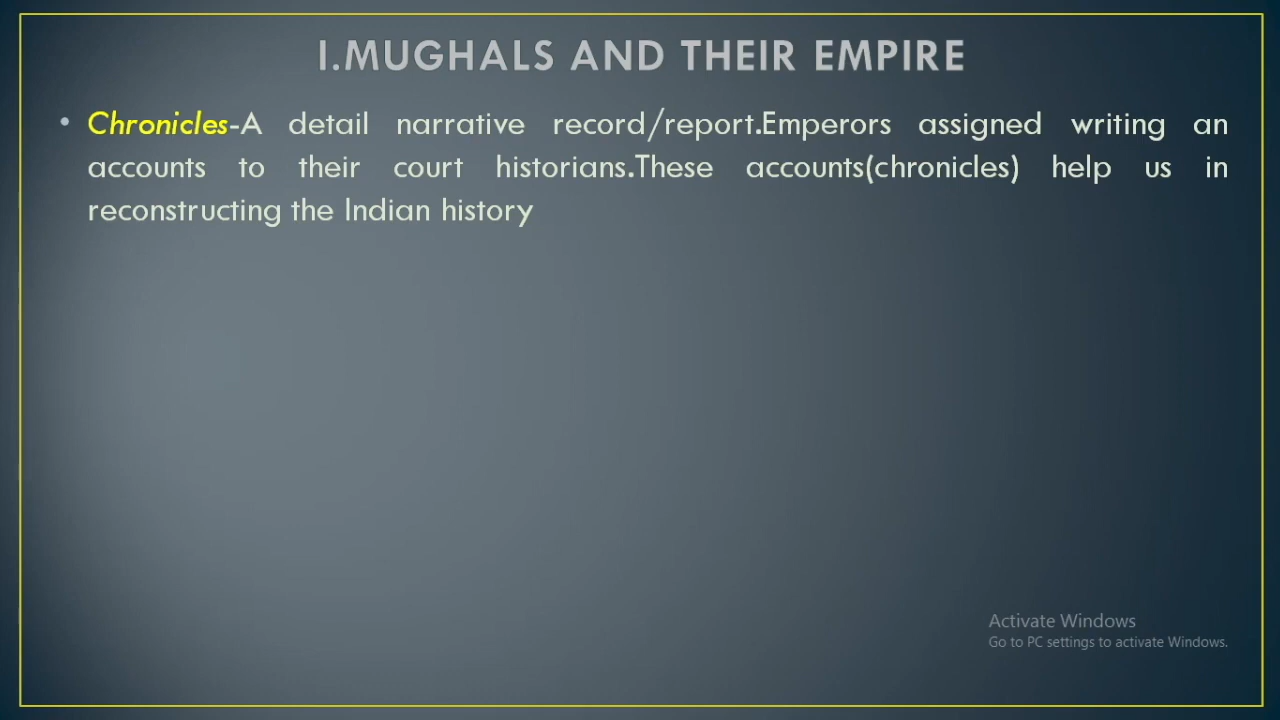 I.MUGHALS AND THEIR EMPIRE
• Chronicles-A detail narrative record/report.Emperors assigned writing an
accounts to their court historians.These accounts(chronicles) help us in
reconstructing the Indian history
Activate Windows
Go to PC settings to activate Windows.